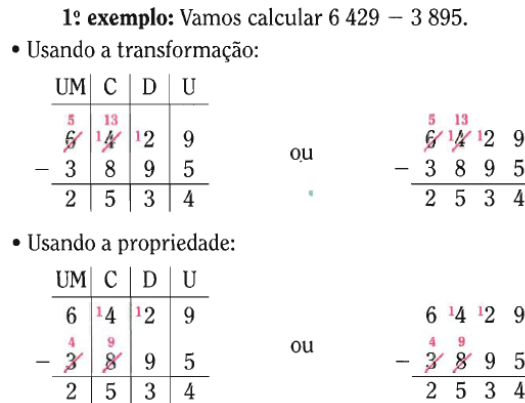 1º exemplo: Vamos calcular 6 429 − 3 895.
• Usando a transformação:
UM C D U
5 13
6 14 12 9 ou 6 14 12 9
− 3 8 9 5 − 3 8 9 5
2 5 3 4 2 5 3 4
• Usando a propriedade:
UM C D U
6 14 12 9 6 14 12 9
4 9 ou 4 9
− 3 8 9 5 − 3 8 9 5
2 5 3 4 2 5 3 4